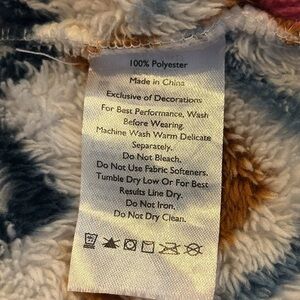 100% Polyester
Made in China
Exclusive of Decorations
For Best Performance, Wash
Before Wearing.
Machine Wash Warm Delicate
Separately.
Do Not Bleach.
Do Not Use Fabric Softeners.
Tumble Dry Low Or For Best
Results Line Dry.
Do Not Iron.
Do Not Dry Clean.